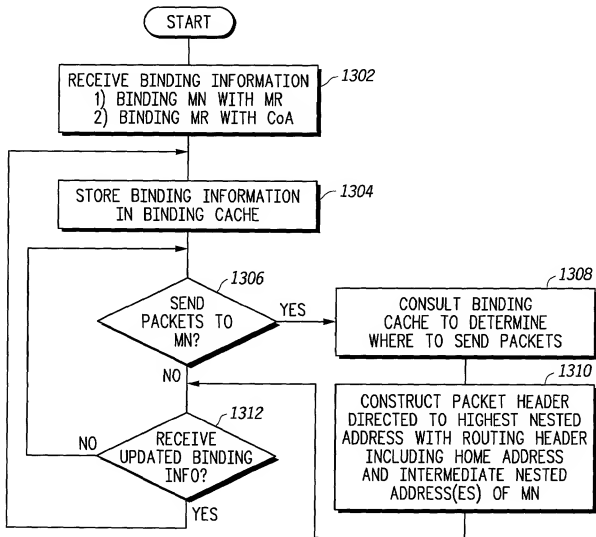 START
1302
RECEIVE BINDING INFORMATION
1) BINDING MN WITH MR
2) BINDING MR WITH CoA
1304
STORE BINDING INFORMATION
IN BINDING CACHE
1306
SEND
PACKETS TO
MN?
YES
NO
1308
CONSULT BINDING
CACHE TO DETERMINE
WHERE TO SEND PACKETS
1310
CONSTRUCT PACKET HEADER
DIRECTED TO HIGHEST NESTED
ADDRESS WITH ROUTING HEADER
INCLUDING HOME ADDRESS
AND INTERMEDIATE NESTED
ADDRESS(ES) OF MN
1312
RECEIVE
UPDATED BINDING
INFO?
NO
YES